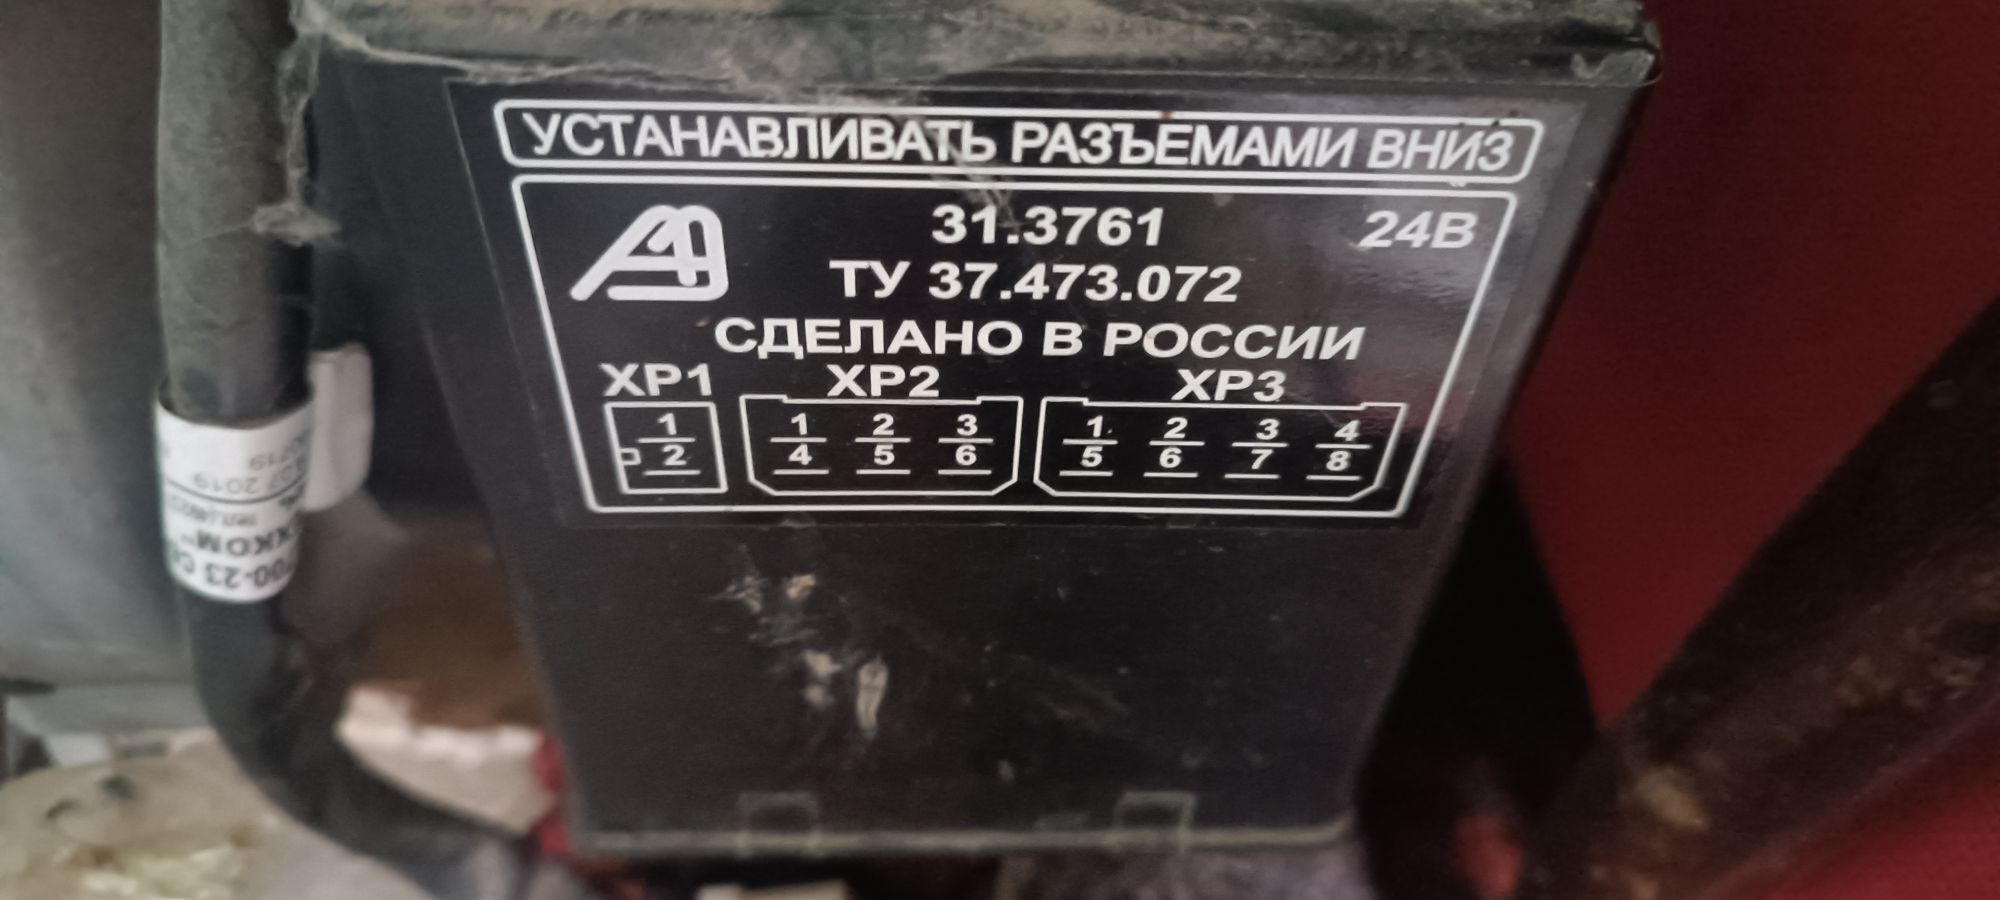 УСТАНАВЛИВАТЬ РАЗЪЕМАМИ ВНИЗ
31.3761 24В
ТУ 37.473.072
СДЕЛАНО В РОССИИ
ХР1 ХР2 ХР3
1 1 2 3 1 2 3 4
2 4 5 6 5 6 7 8
2019